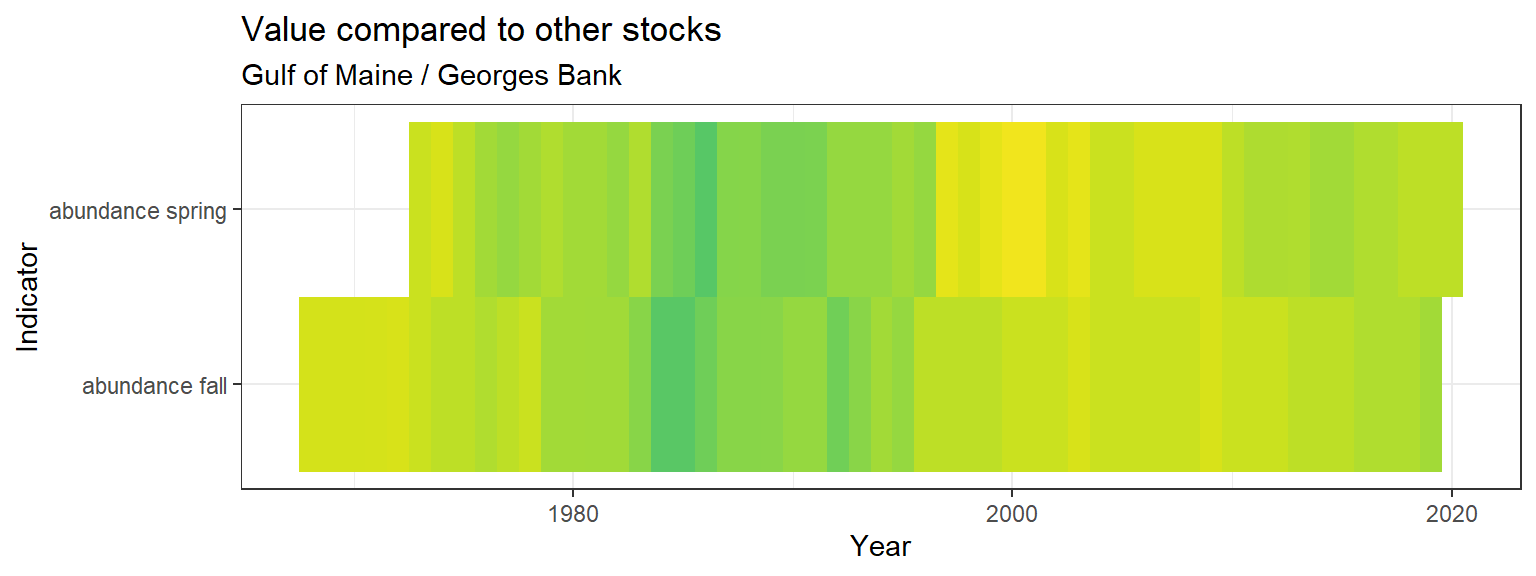 Value compared to other stocks
Gulf of Maine / Georges Bank
Indicator
abundance spring
abundance fall
1980
2000
2020
Year